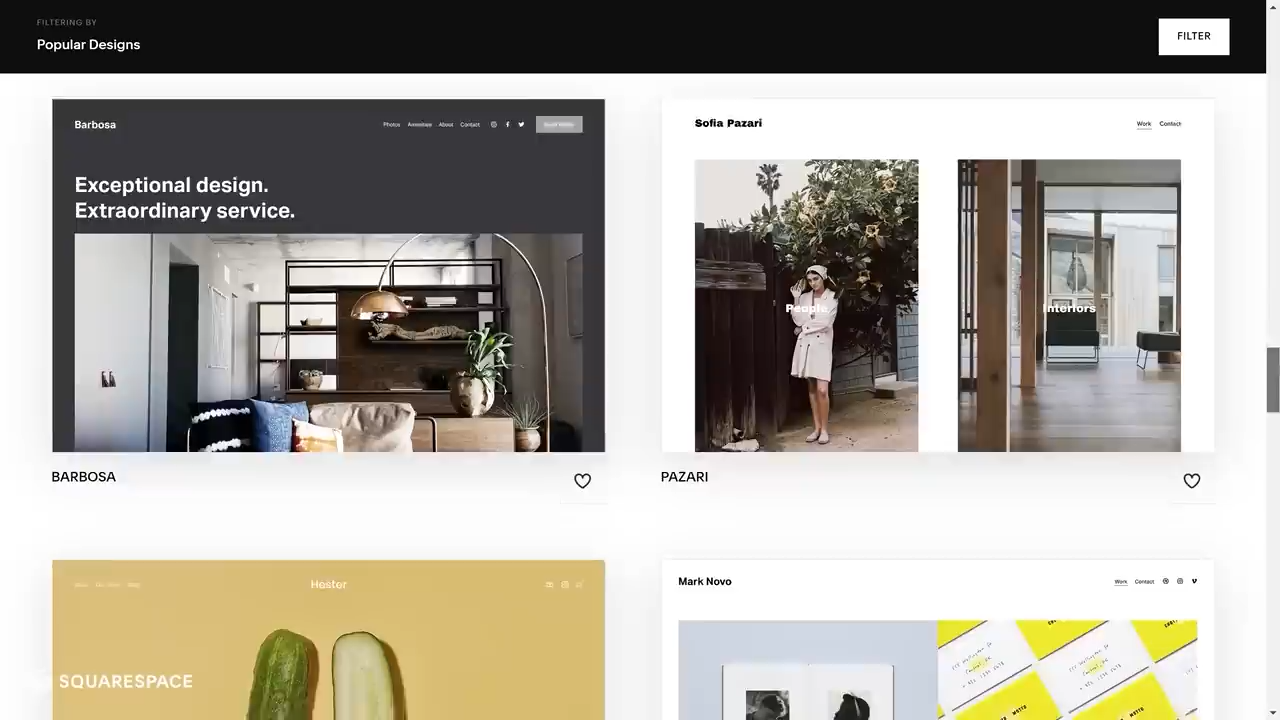 FILTERING BY
Popular Designs
FILTER
Barbosa
Photos Amenities About Contact
Exceptional design.
Extraordinary service.
Sofia Pazari
Work Contact
People
Interiors
BARBOSA
PAZARI
Hester
Mark Novo
Work Contact
SQUARESPACE